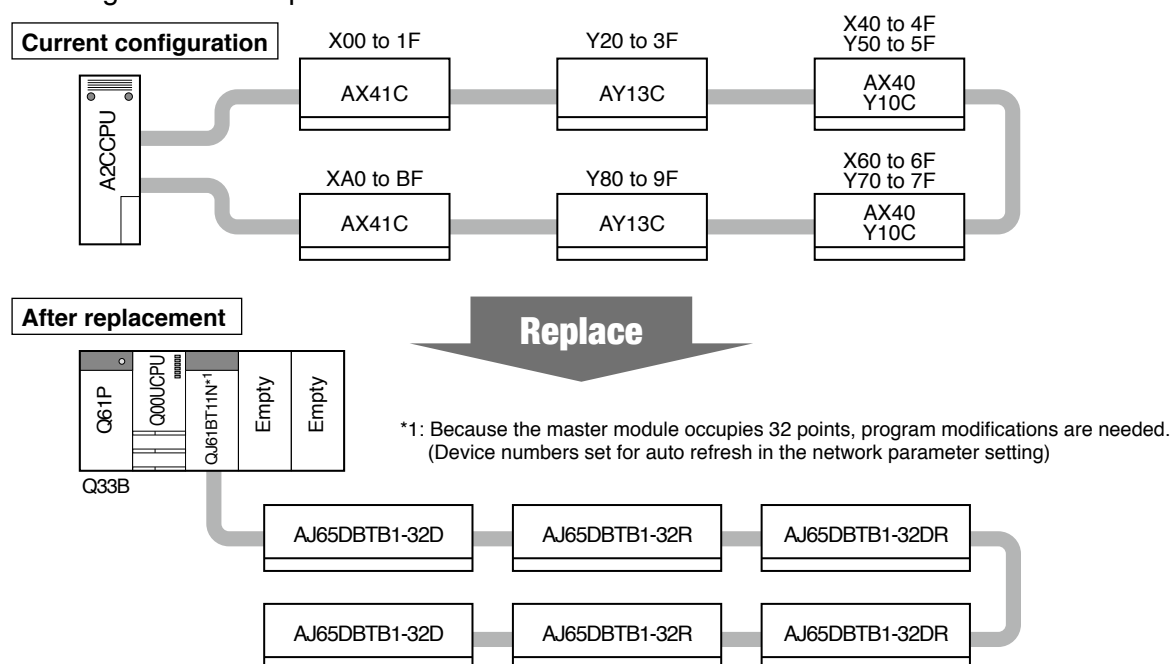 Current configuration
X00 to 1F
Y20 to 3F
X40 to 4F
Y50 to 5F
A2CCPU
AX41C
AY13C
AX40
Y10C
XA0 to BF
Y80 to 9F
X60 to 6F
Y70 to 7F
AX41C
AY13C
AX40
Y10C
After replacement
Replace
Q61P
Q00UCPU
QJ61BT11N*1
Empty
Empty
Q33B
*1: Because the master module occupies 32 points, program modifications are needed.
(Device numbers set for auto refresh in the network parameter setting)
AJ65DBTB1-32D
AJ65DBTB1-32R
AJ65DBTB1-32DR
AJ65DBTB1-32D
AJ65DBTB1-32R
AJ65DBTB1-32DR